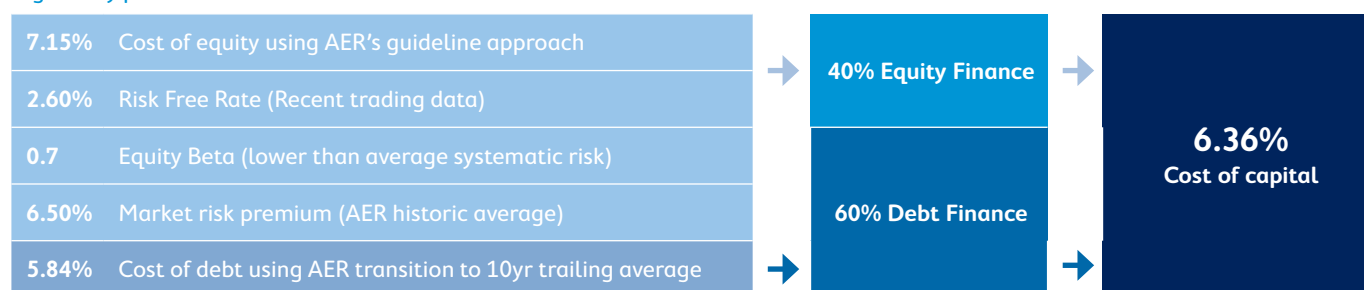 7.15% Cost of equity using AER's guideline approach
2.60% Risk Free Rate (Recent trading data)
0.7 Equity Beta (lower than average systematic risk)
6.50% Market risk premium (AER historic average)
5.84% Cost of debt using AER transition to 10yr trailing average
40% Equity Finance
60% Debt Finance
6.36%
Cost of capital